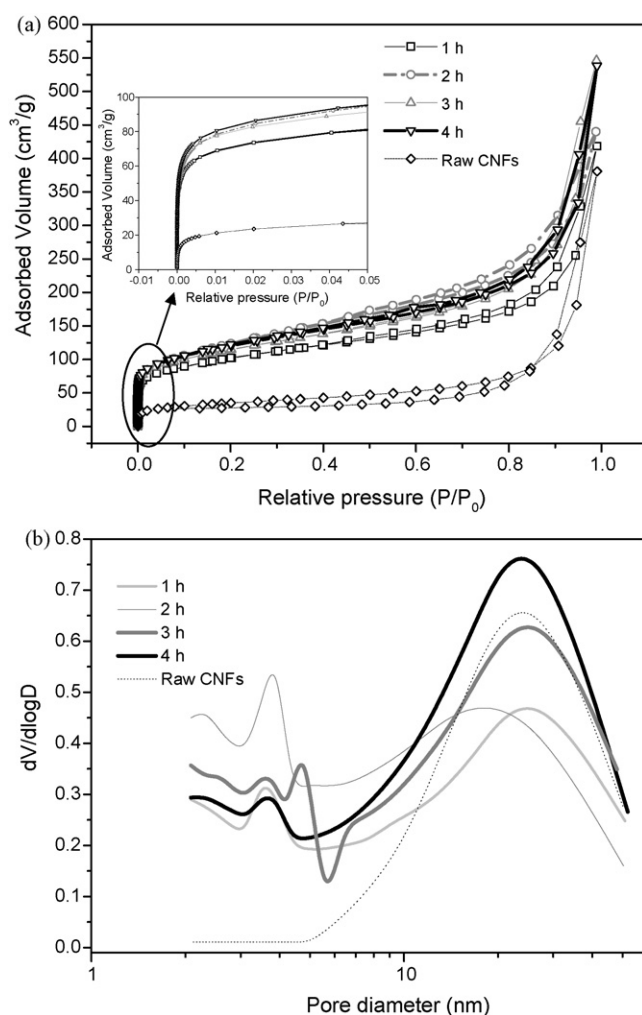 (a)
600
550
500
450
400
350
300
250
200
150
100
50
0
Adsorbed Volume (cm³/g)
1 h
2 h
3 h
4 h
Raw CNFs
100
80
60
40
20
0
Adsorbed Volume (cm³/g)
-0.01 0.00 0.01 0.02 0.03 0.04 0.05
Relative pressure (P/P₀)
0.0 0.2 0.4 0.6 0.8 1.0
Relative pressure (P/P₀)
(b)
0.8
0.7
0.6
0.5
0.4
0.3
0.2
0.1
0.0
dV/dlogD
1 h
2 h
3 h
4 h
Raw CNFs
1 10
Pore diameter (nm)